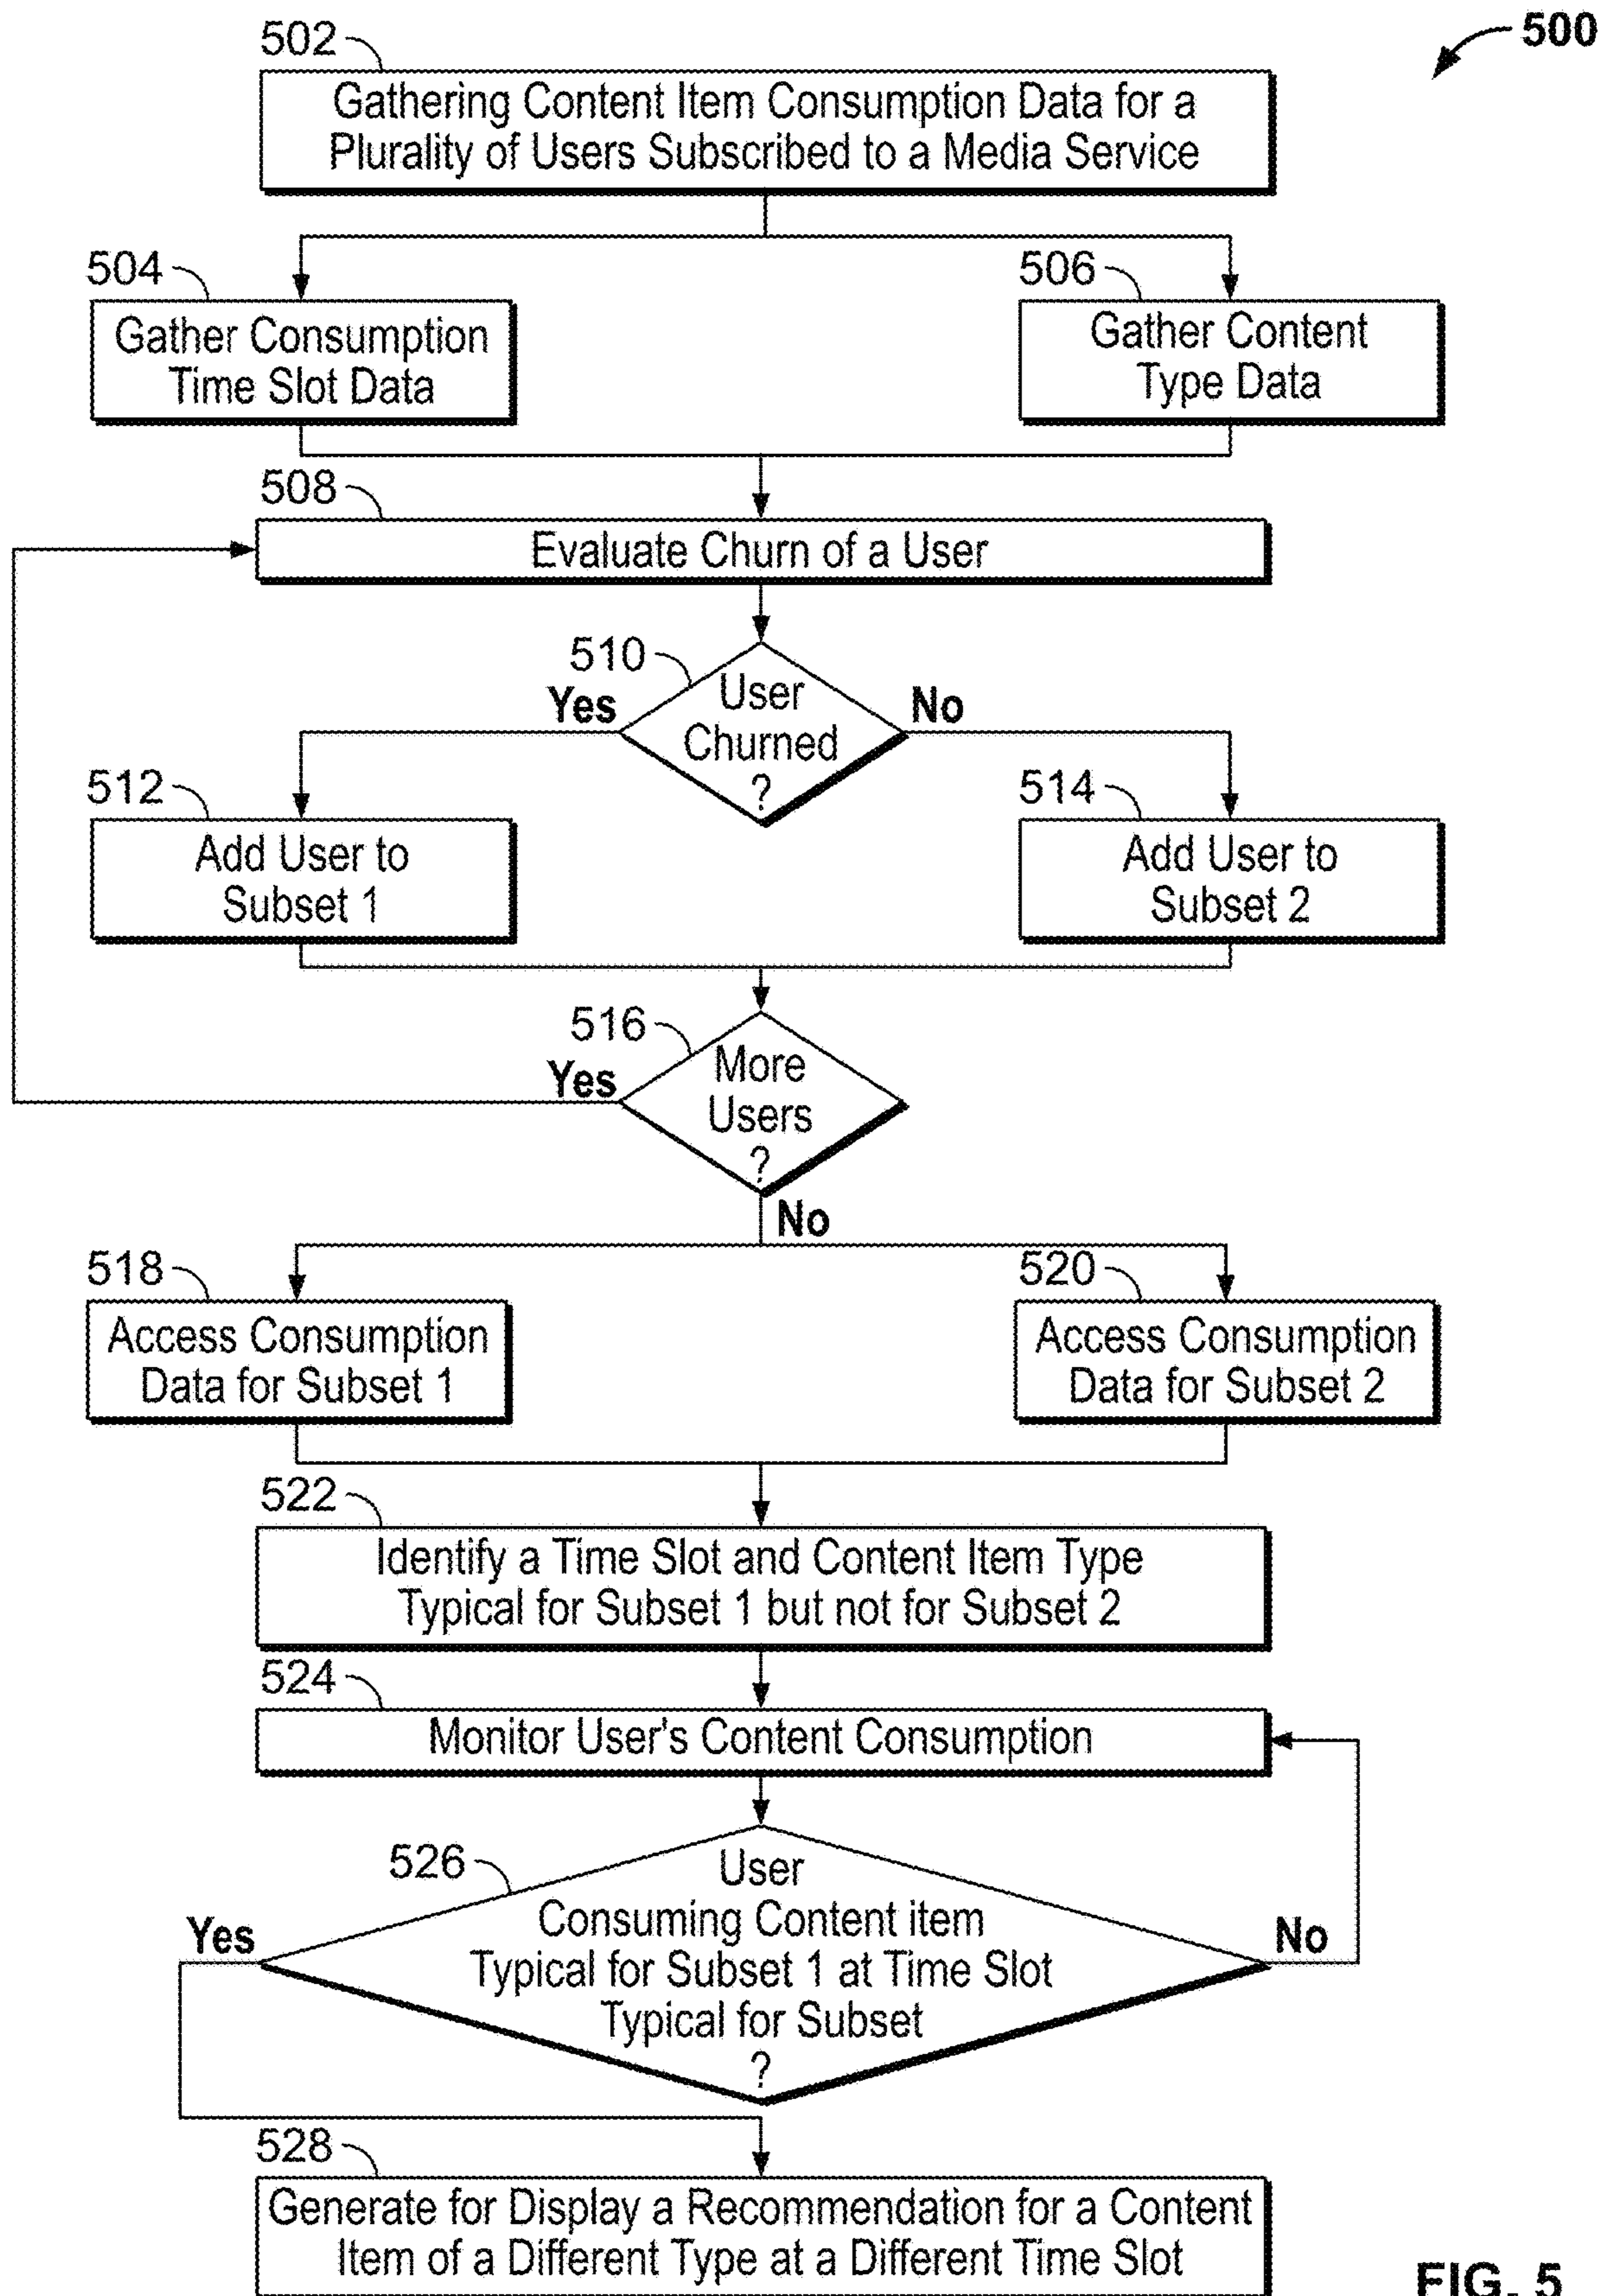 500
502
Gathering Content Item Consumption Data for a
Plurality of Users Subscribed to a Media Service
504
506
Gather Consumption
Time Slot Data
Gather Content
Type Data
508
Evaluate Churn of a User
510
Yes
User
Churned
?
No
512
514
Add User to
Subset 1
Add User to
Subset 2
516
Yes
More
Users
?
No
518
520
Access Consumption
Data for Subset 1
Access Consumption
Data for Subset 2
522
Identify a Time Slot and Content Item Type
Typical for Subset 1 but not for Subset 2
524
Monitor User's Content Consumption
526
Yes
User
Consuming Content item
Typical for Subset 1 at Time Slot
Typical for Subset
?
No
528
Generate for Display a Recommendation for a Content
Item of a Different Type at a Different Time Slot
FIG. 5